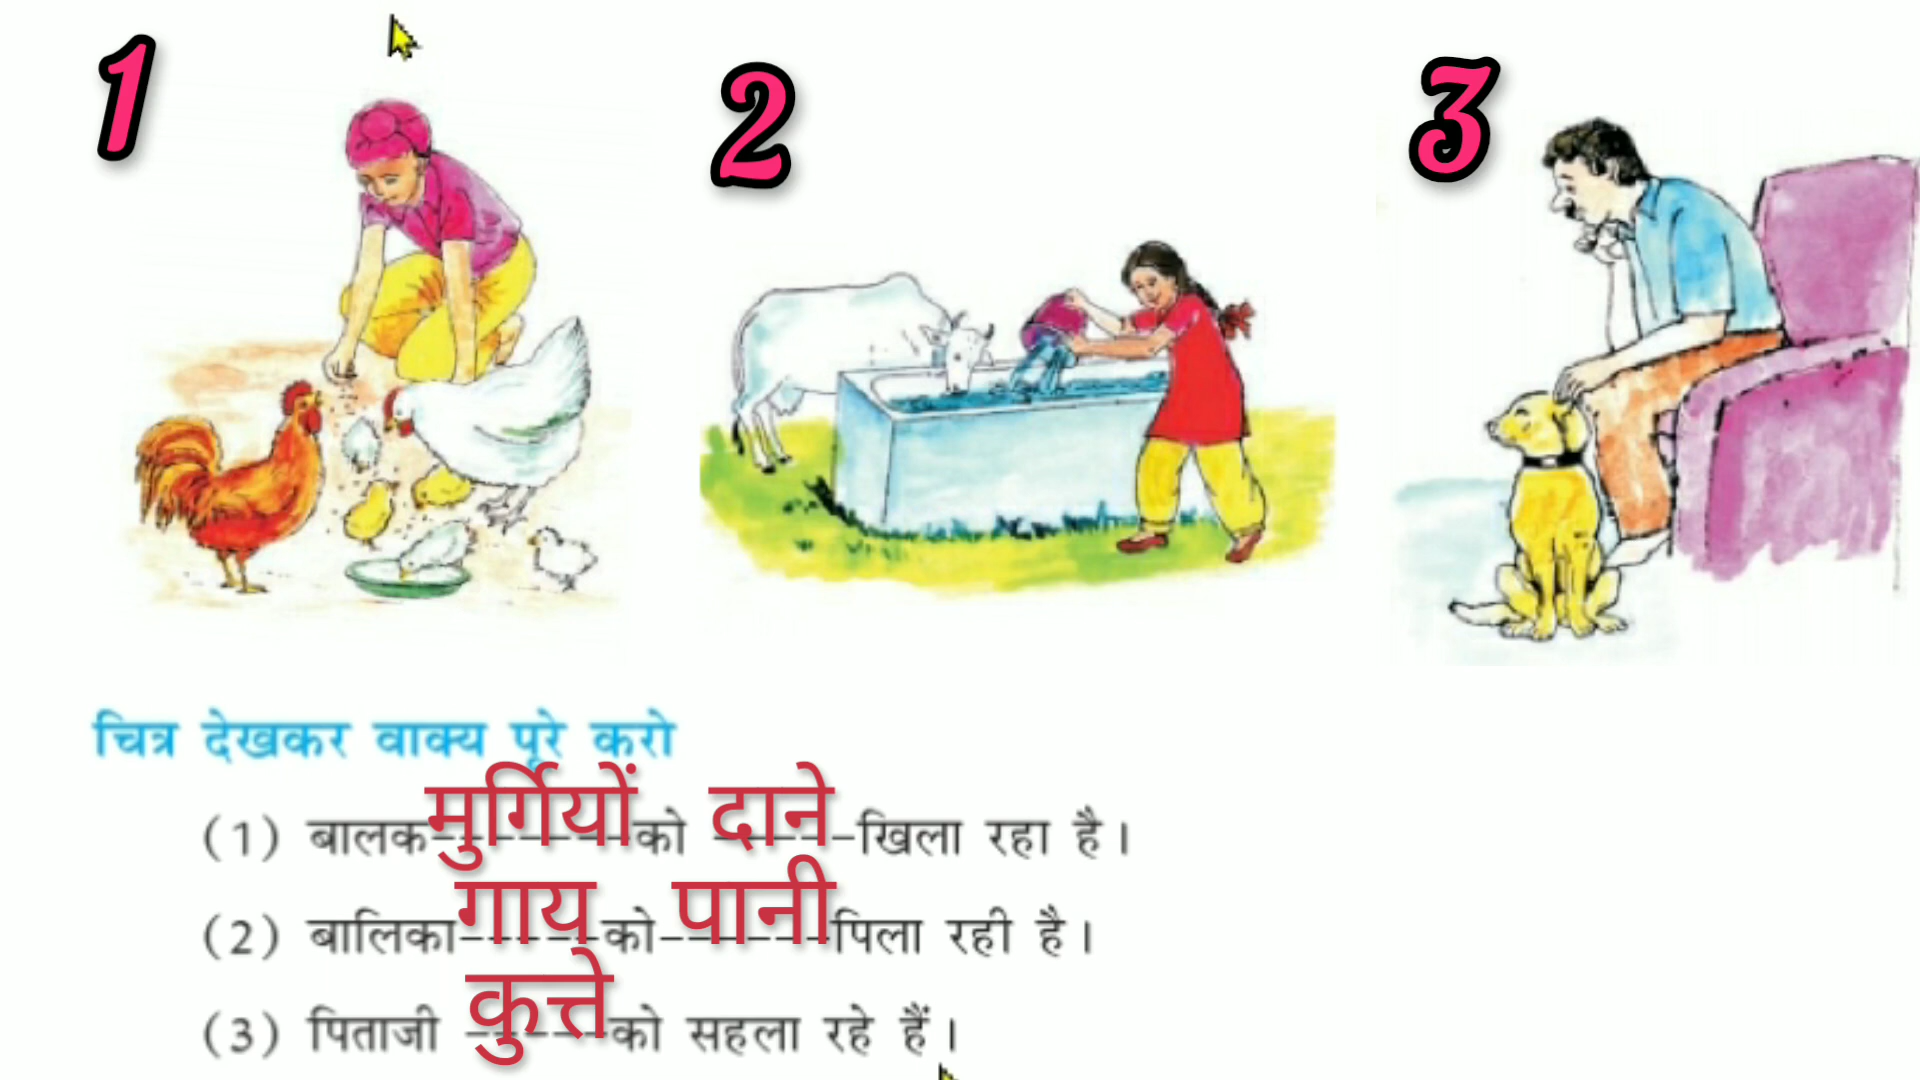 1 2 3
चित्र देखकर वाक्य पूरे करो
(1) बालक मुर्गियों को दाने खिला रहा है।
(2) बालिका गाय को पानी पिला रही है।
(3) पिताजी कुत्ते को सहला रहे हैं।